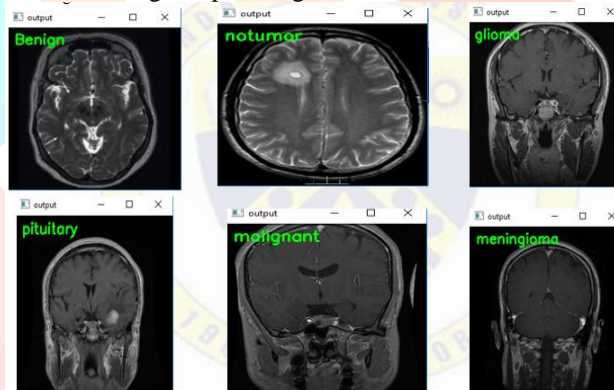 output
Benign
output
notumor
output
glioma
output
pituitary
output
malignant
output
meningioma